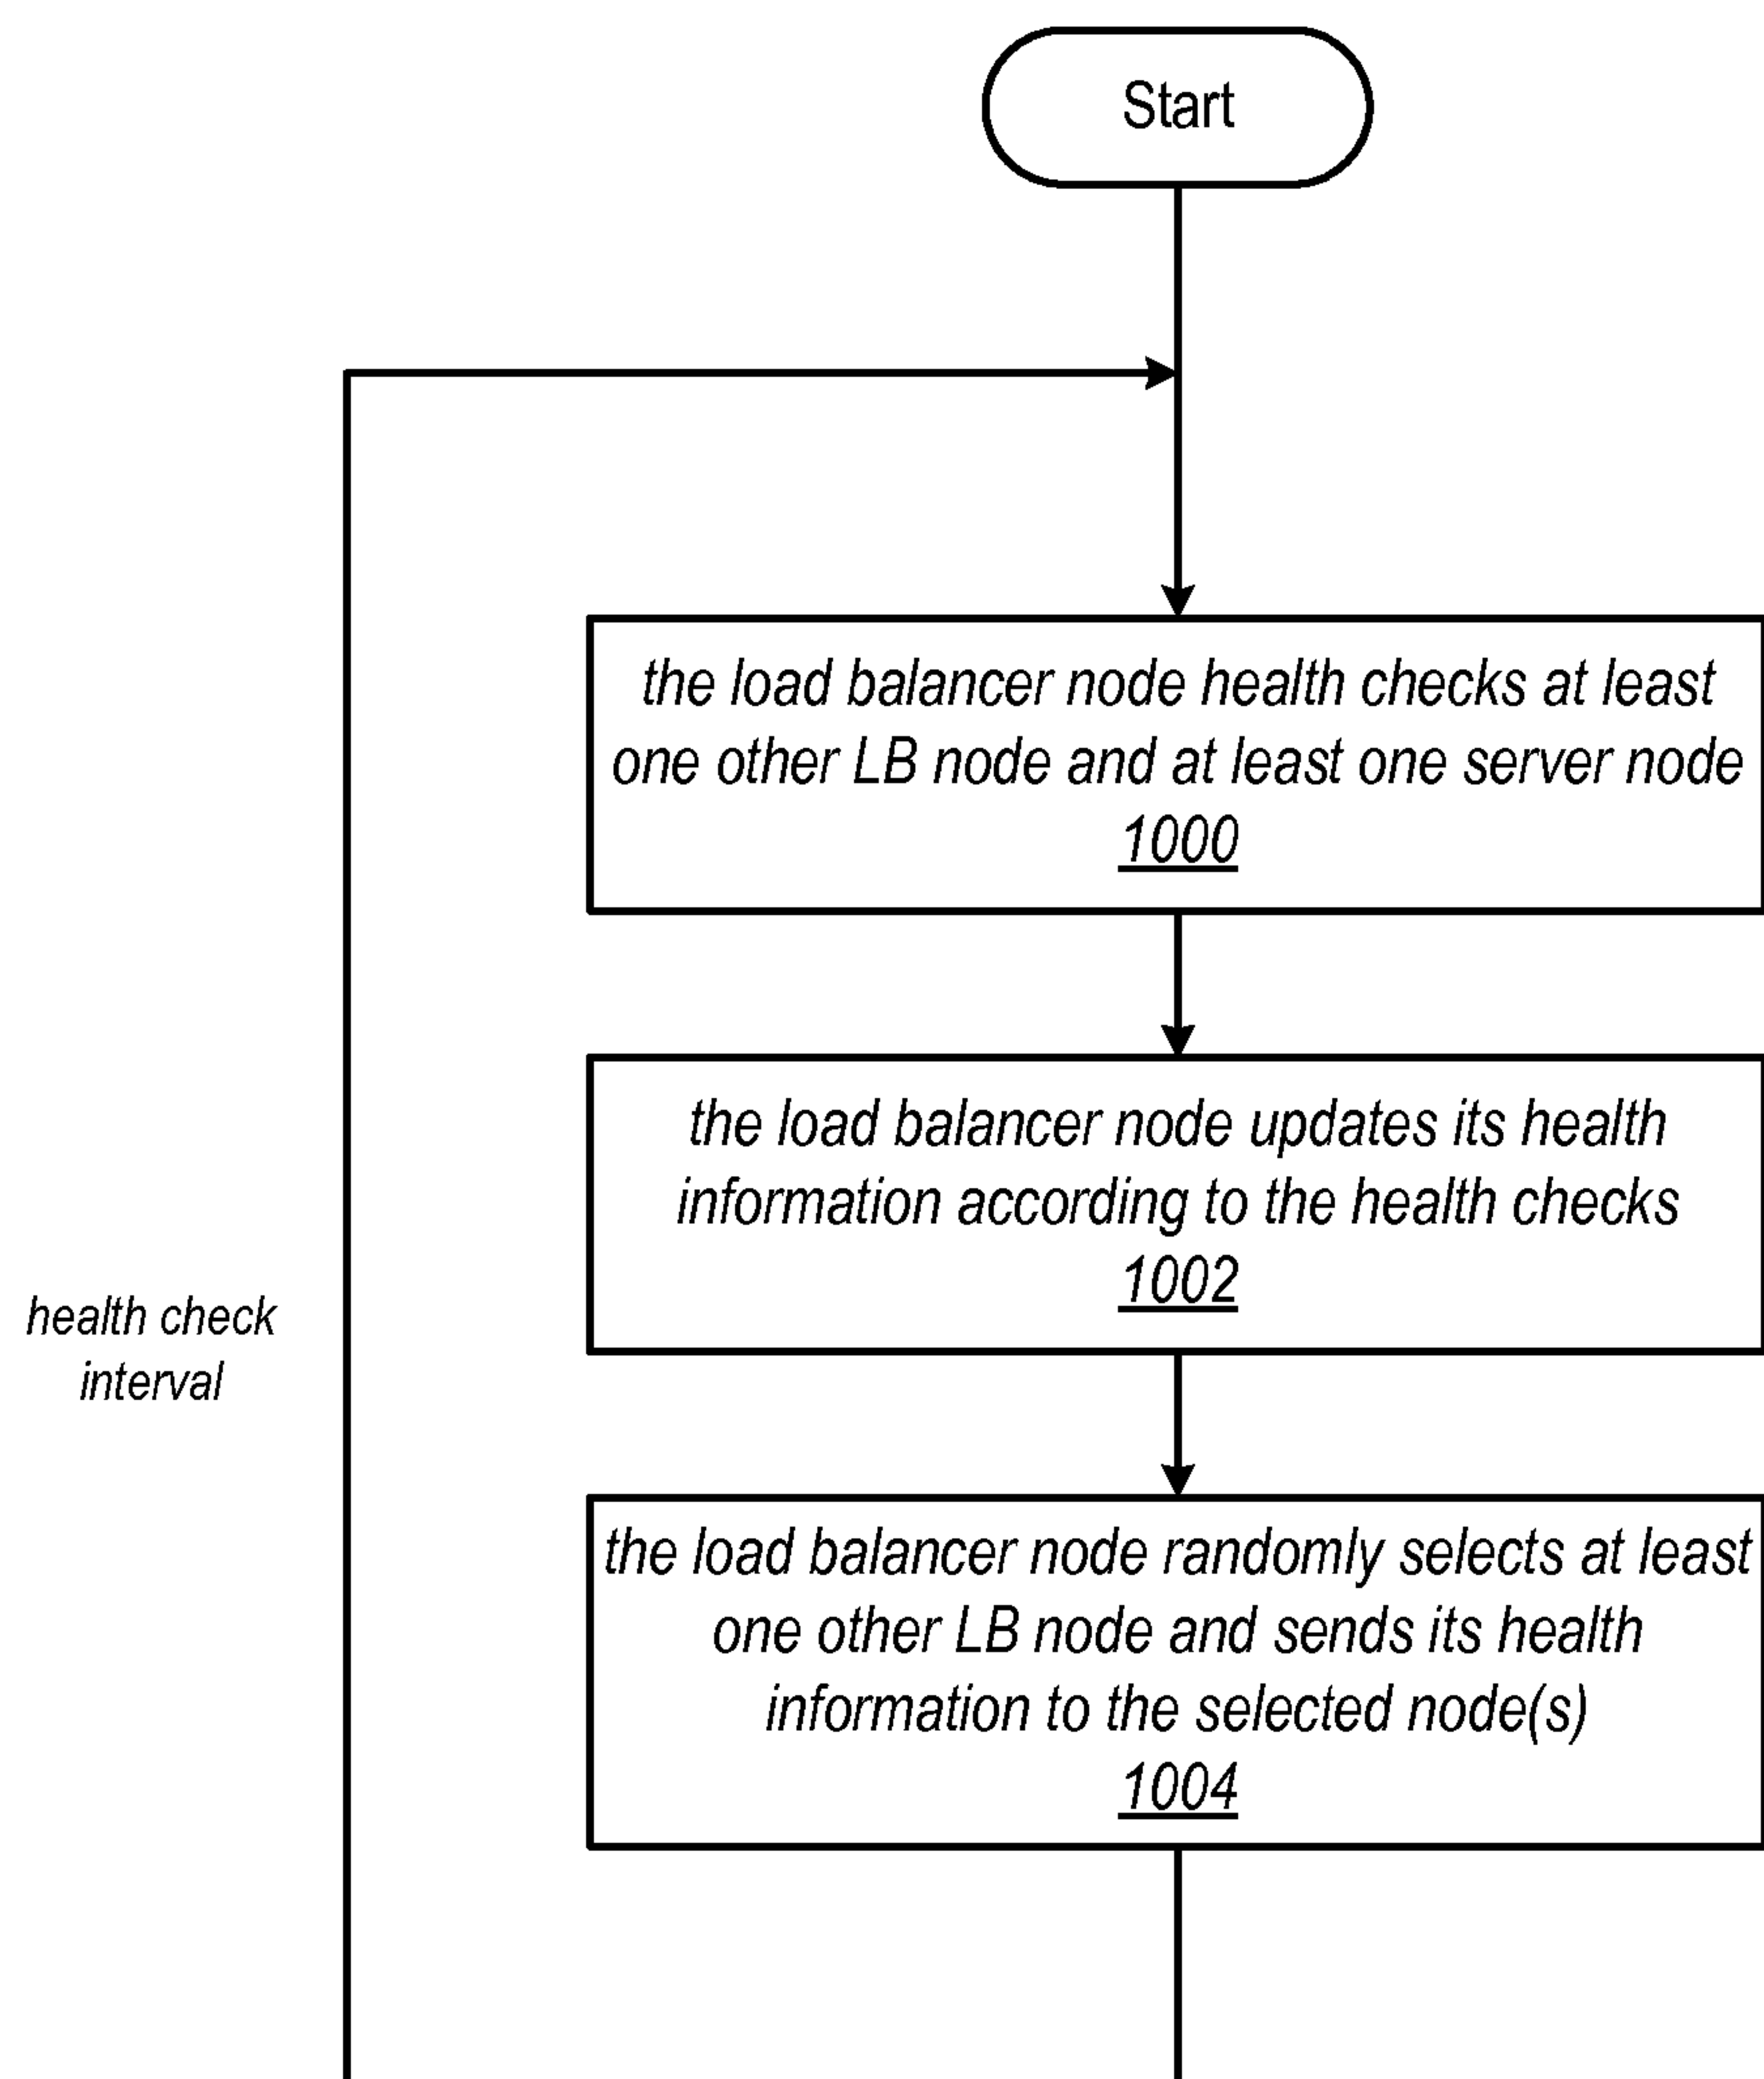 Start
the load balancer node health checks at least
one other LB node and at least one server node
1000
the load balancer node updates its health
information according to the health checks
1002
health check
interval
the load balancer node randomly selects at least
one other LB node and sends its health
information to the selected node(s)
1004